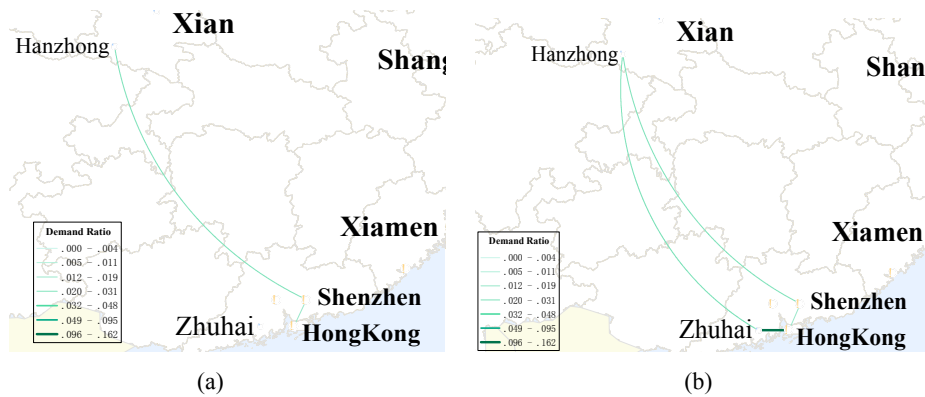 Xian
Hanzhong
Shang
Xiamen
Demand Ratio
.000 - .004
.005 - .011
.012 - .019
.020 - .031
.032 - .048
.049 - .095
.096 - .162
Shenzhen
Zhuhai
HongKong
(a)
Xian
Hanzhong
Shan
Xiamen
Demand Ratio
.000 - .004
.005 - .011
.012 - .019
.020 - .031
.032 - .048
.049 - .095
.096 - .162
Shenzhen
Zhuhai
HongKong
(b)